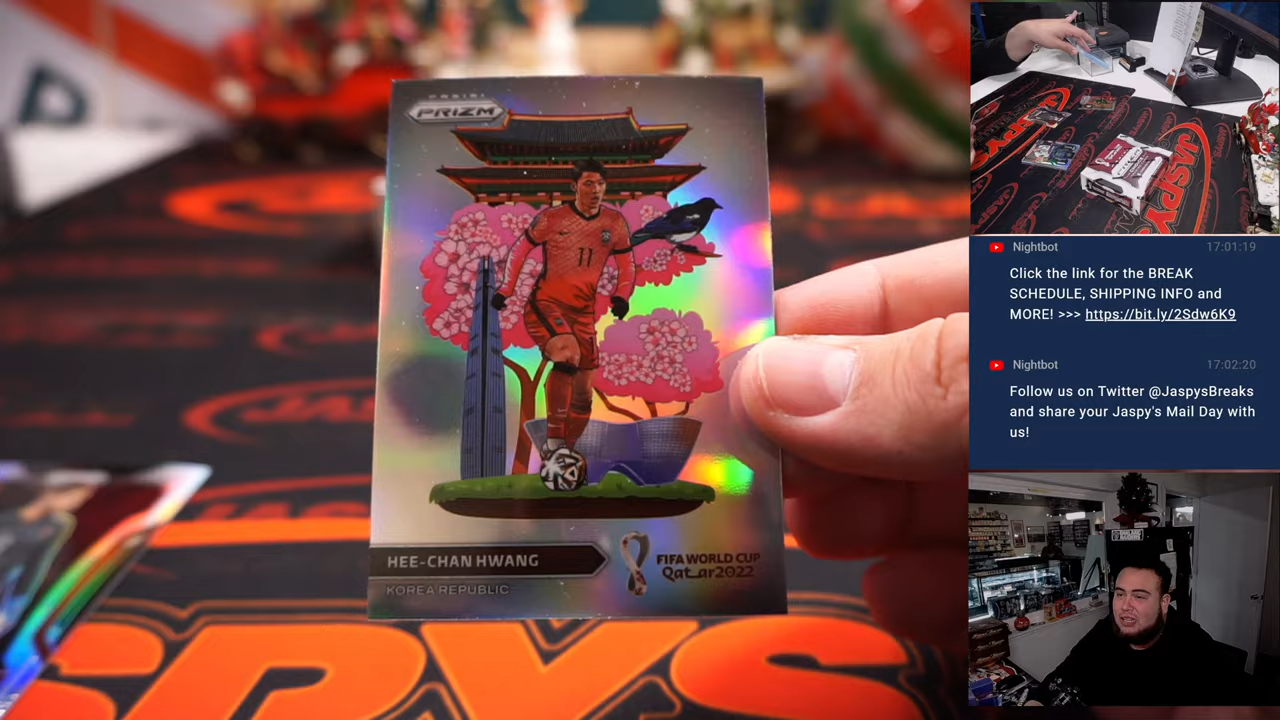 PANINI
PRIZM
11
HEE-CHAN HWANG
KOREA REPUBLIC
FIFA WORLD CUP
Qatar2022
Nightbot 17:01:19
Click the link for the BREAK
SCHEDULE, SHIPPING INFO and
MORE! >>> https://bit.ly/2Sdw6K9
Nightbot 17:02:20
Follow us on Twitter @JaspysBreaks
and share your Jaspy's Mail Day with
us!
JASPY